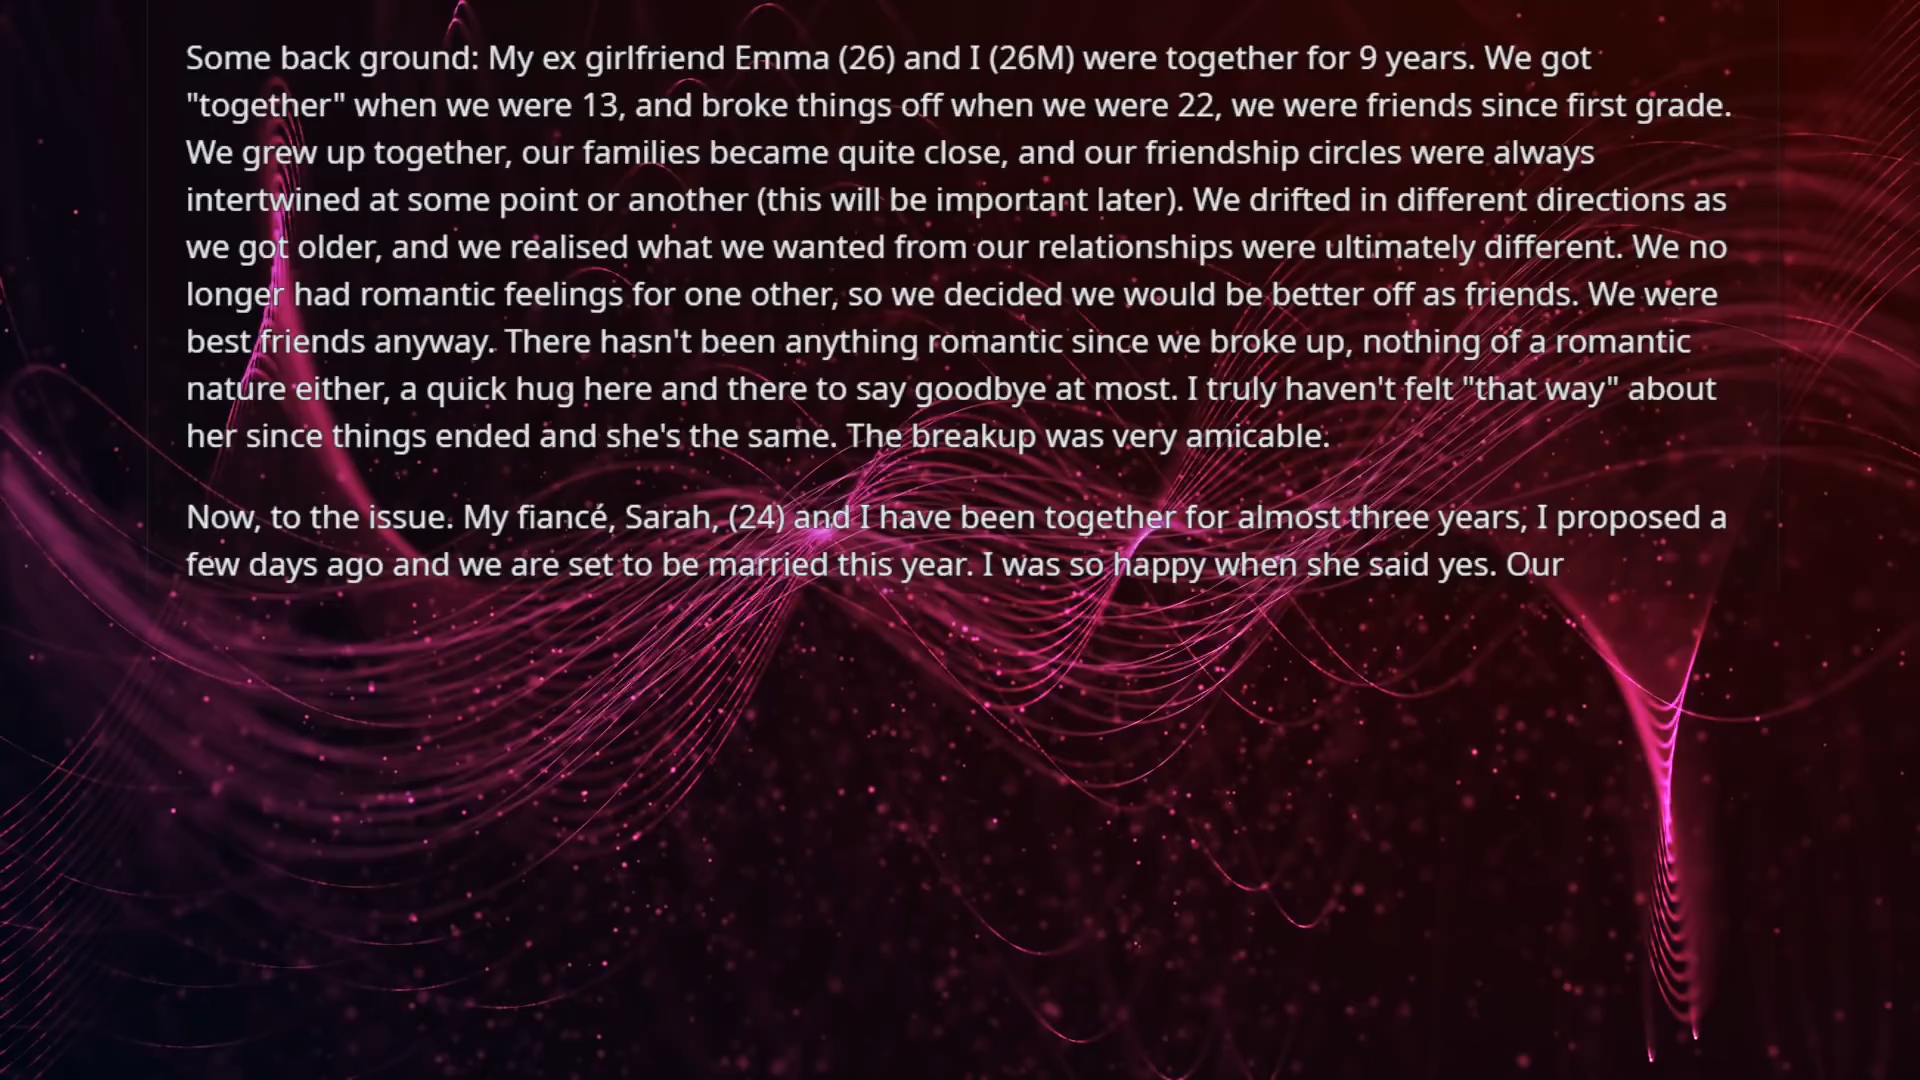 Some back ground: My ex girlfriend Emma (26) and I (26M) were together for 9 years. We got
"together" when we were 13, and broke things off when we were 22, we were friends since first grade.
We grew up together, our families became quite close, and our friendship circles were always
intertwined at some point or another (this will be important later). We drifted in different directions as
we got older, and we realised what we wanted from our relationships were ultimately different. We no
longer had romantic feelings for one other, so we decided we would be better off as friends. We were
best friends anyway. There hasn't been anything romantic since we broke up, nothing of a romantic
nature either, a quick hug here and there to say goodbye at most. I truly haven't felt "that way" about
her since things ended and she's the same. The breakup was very amicable.
Now, to the issue. My fiancé, Sarah, (24) and I have been together for almost three years, I proposed a
few days ago and we are set to be married this year. I was so happy when she said yes. Our